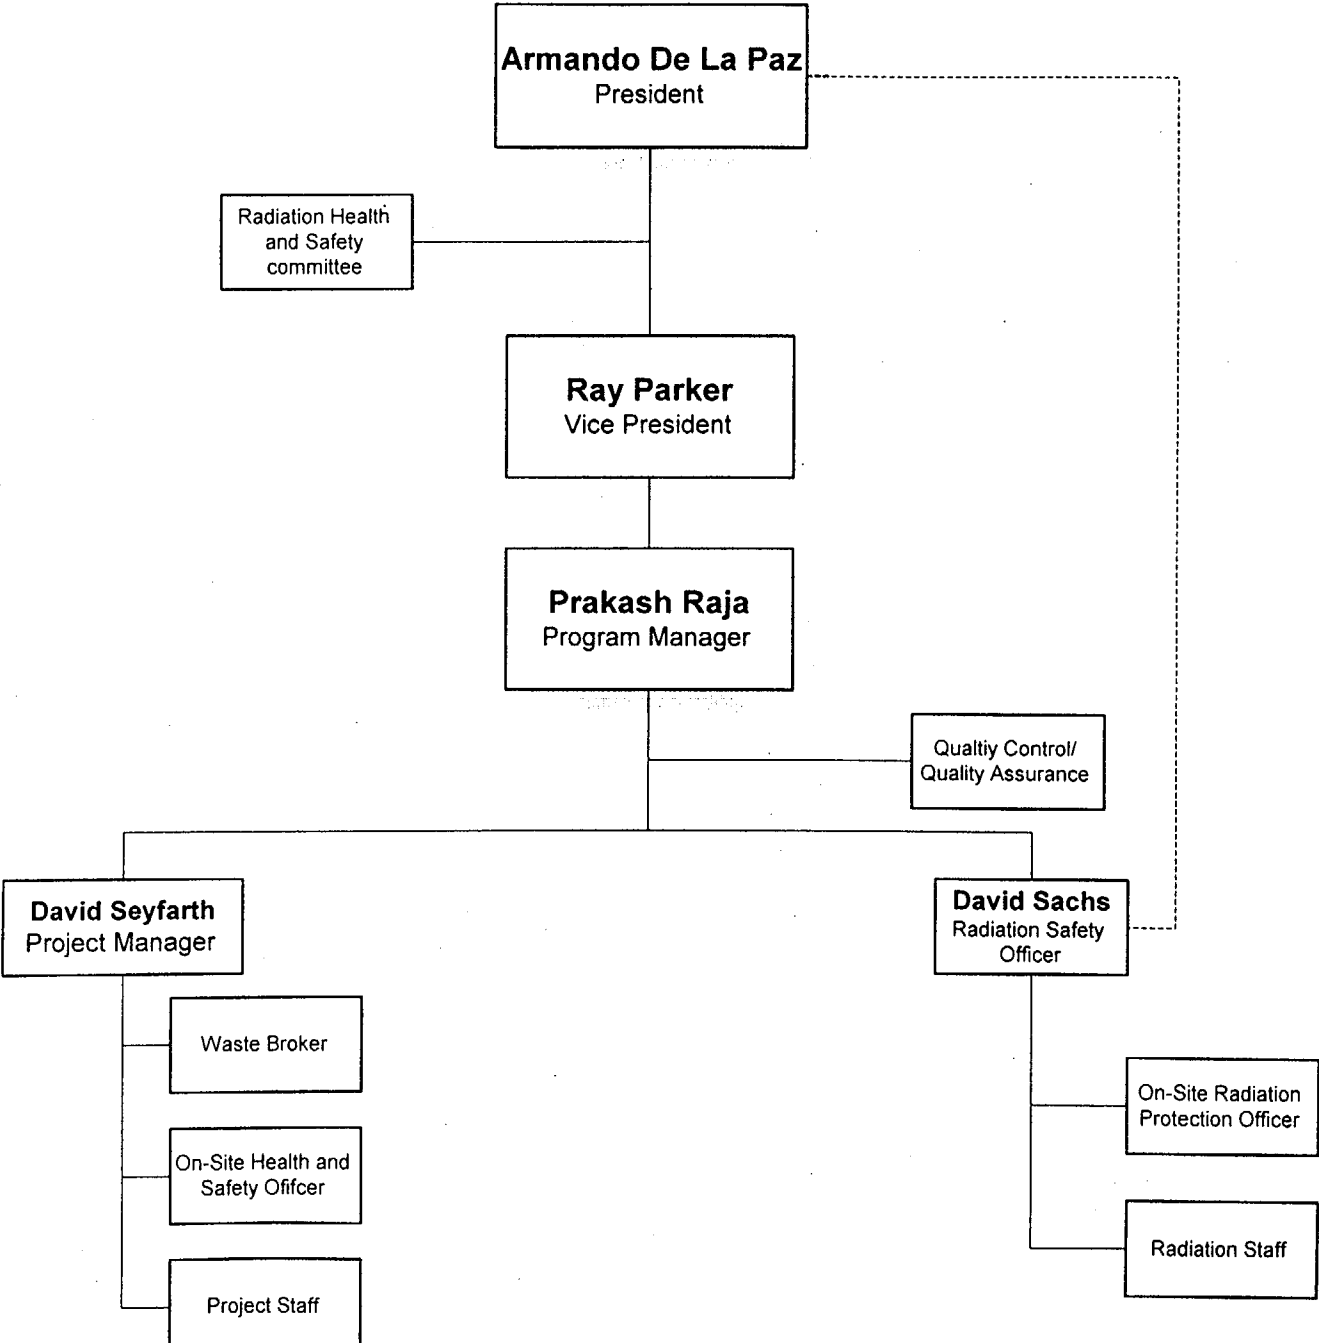 Armando De La Paz
President
Radiation Health
and Safety
committee
Ray Parker
Vice President
Prakash Raja
Program Manager
Qualtiy Control/
Quality Assurance
David Seyfarth
Project Manager
David Sachs
Radiation Safety
Officer
Waste Broker
On-Site Health and
Safety Ofifcer
Project Staff
On-Site Radiation
Protection Officer
Radiation Staff